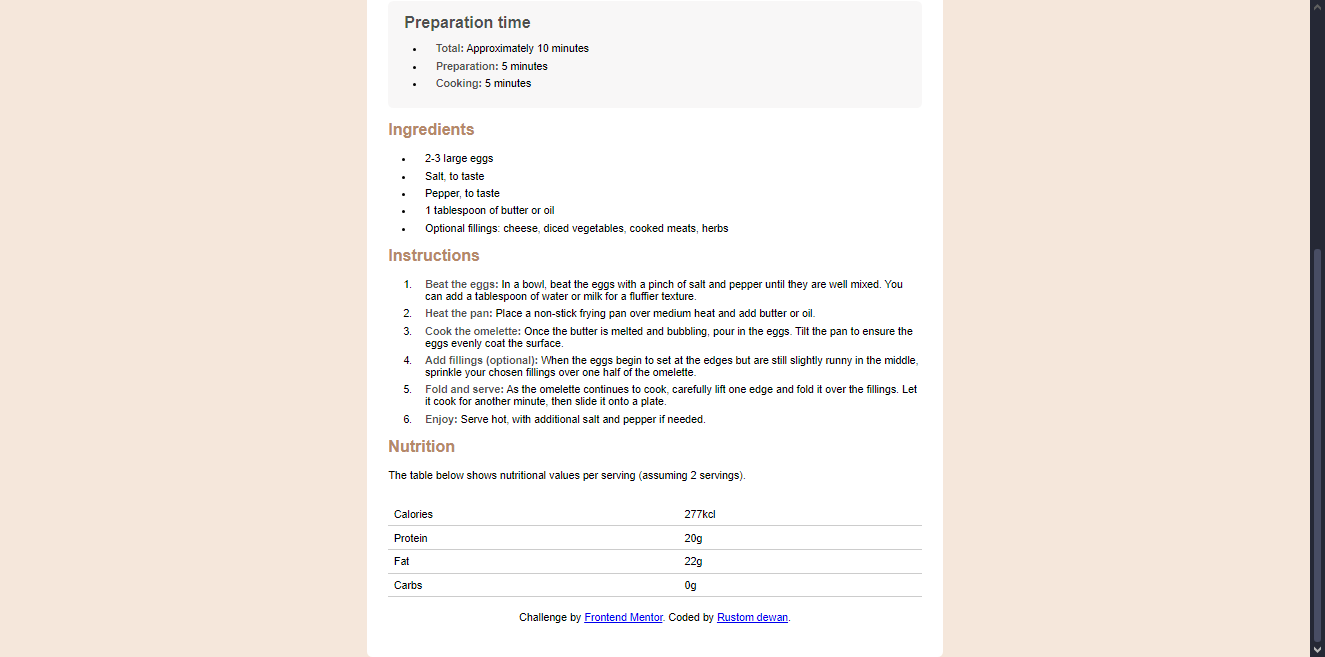 Preparation time
• Total: Approximately 10 minutes
• Preparation: 5 minutes
• Cooking: 5 minutes
Ingredients
• 2-3 large eggs
• Salt, to taste
• Pepper, to taste
• 1 tablespoon of butter or oil
• Optional fillings: cheese, diced vegetables, cooked meats, herbs
Instructions
1. Beat the eggs: In a bowl, beat the eggs with a pinch of salt and pepper until they are well mixed. You
can add a tablespoon of water or milk for a fluffier texture.
2. Heat the pan: Place a non-stick frying pan over medium heat and add butter or oil.
3. Cook the omelette: Once the butter is melted and bubbling, pour in the eggs. Tilt the pan to ensure the
eggs evenly coat the surface.
4. Add fillings (optional): When the eggs begin to set at the edges but are still slightly runny in the middle,
sprinkle your chosen fillings over one half of the omelette.
5. Fold and serve: As the omelette continues to cook, carefully lift one edge and fold it over the fillings. Let
it cook for another minute, then slide it onto a plate.
6. Enjoy: Serve hot, with additional salt and pepper if needed.
Nutrition
The table below shows nutritional values per serving (assuming 2 servings).
Calories 277kcl
Protein 20g
Fat 22g
Carbs 0g
Challenge by Frontend Mentor. Coded by Rustom dewan.